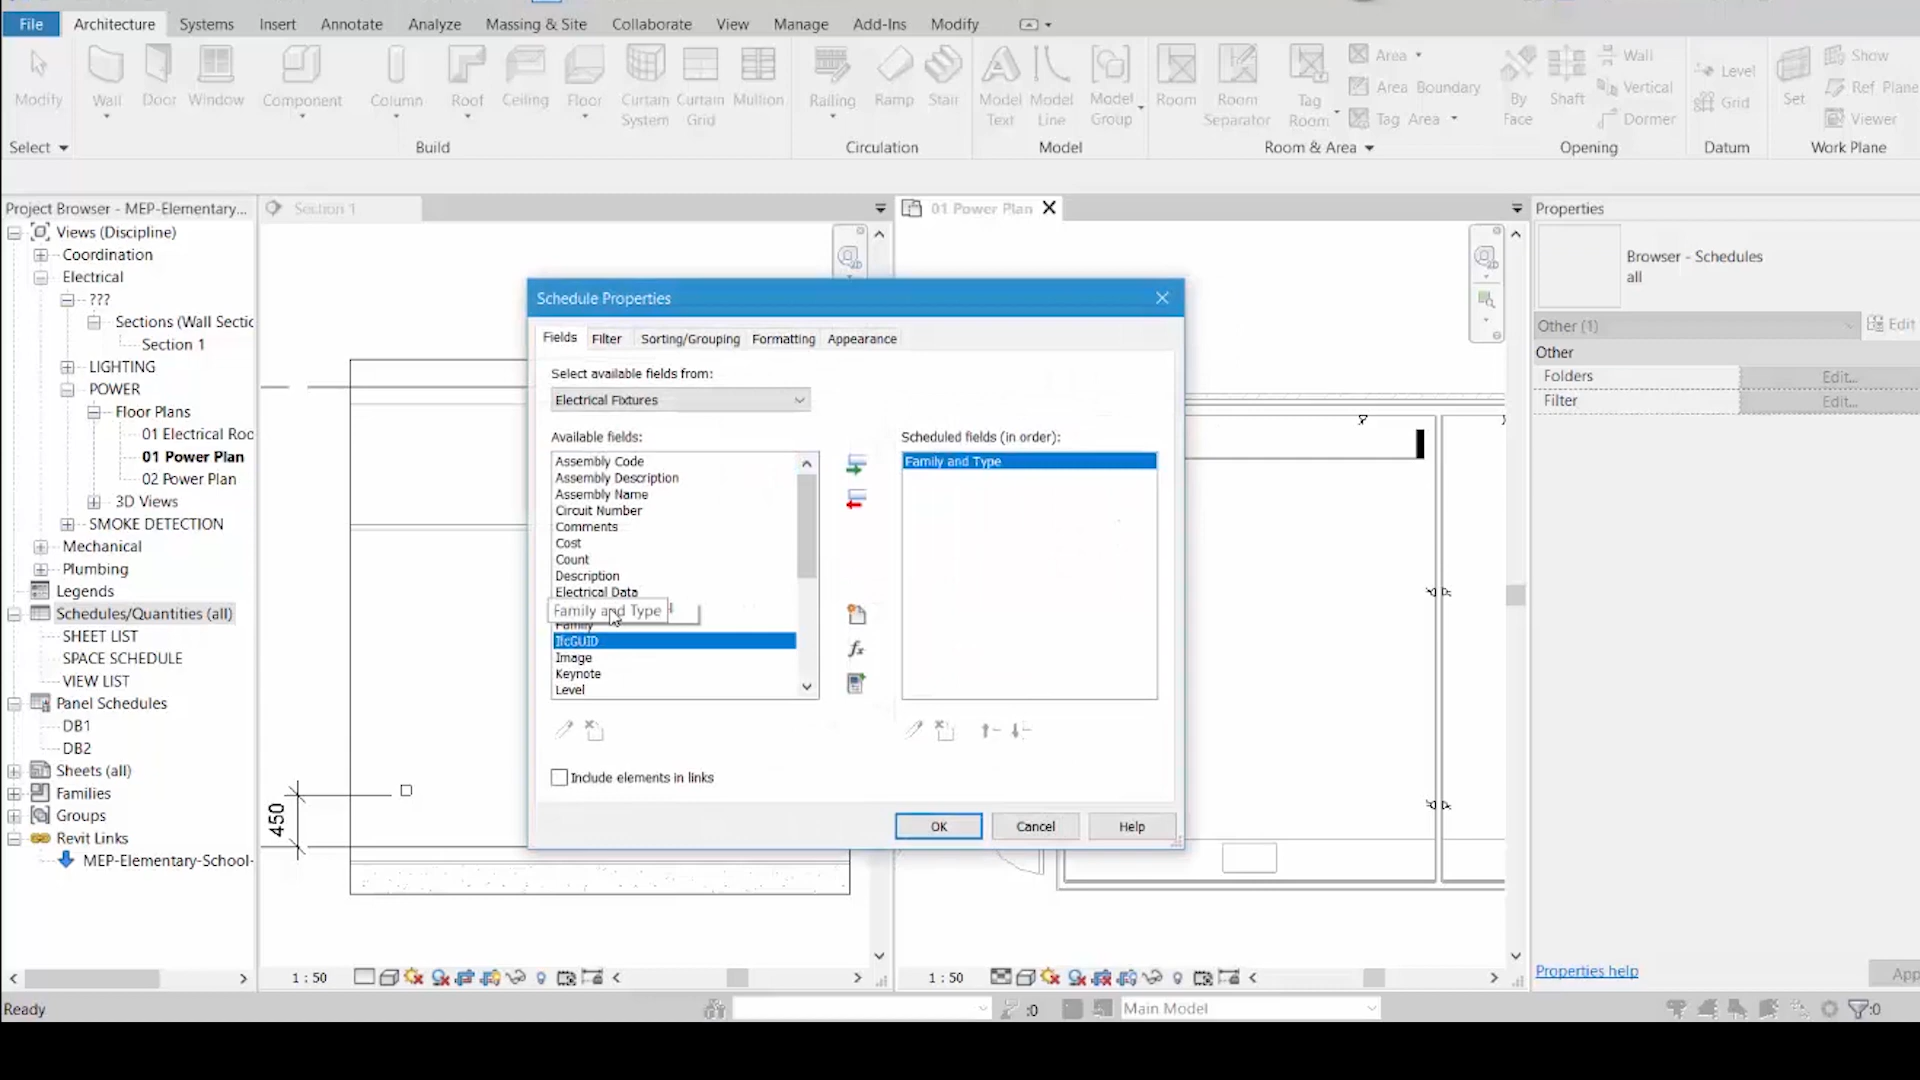 File Architecture Systems Insert Annotate Analyze Massing & Site Collaborate View Manage Add-Ins Modify
Modify Wall Door Window Component Column Roof Ceiling Floor Curtain System Curtain Grid Mullion Railing Ramp Stair Model Text Model Line Model Group Room Room Separator Tag Room Area Area Boundary Tag Area By Face Shaft Wall Vertical Dormer Level Grid Set Show Ref Plane Viewer
Select Build Circulation Model Room & Area Opening Datum Work Plane
Project Browser - MEP-Elementary...
Views (Discipline)
Coordination
Electrical
???
Sections (Wall Sectic
Section 1
LIGHTING
POWER
Floor Plans
01 Electrical Roo
01 Power Plan
02 Power Plan
3D Views
SMOKE DETECTION
Mechanical
Plumbing
Legends
Schedules/Quantities (all)
SHEET LIST
SPACE SCHEDULE
VIEW LIST
Panel Schedules
DB1
DB2
Sheets (all)
Families
Groups
Revit Links
MEP-Elementary-School-
Section 1
01 Power Plan
450
Schedule Properties
Fields Filter Sorting/Grouping Formatting Appearance
Select available fields from:
Electrical Fixtures
Available fields:
Assembly Code
Assembly Description
Assembly Name
Circuit Number
Comments
Cost
Count
Description
Electrical Data
Family and Type
Family
IfcGUID
Image
Keynote
Level
Scheduled fields (in order):
Family and Type
Include elements in links
OK Cancel Help
Properties
Browser - Schedules
all
Other (1) Edit
Other
Folders Edit...
Filter Edit...
Properties help App
1 : 50
1 : 50
Ready :0 Main Model :0